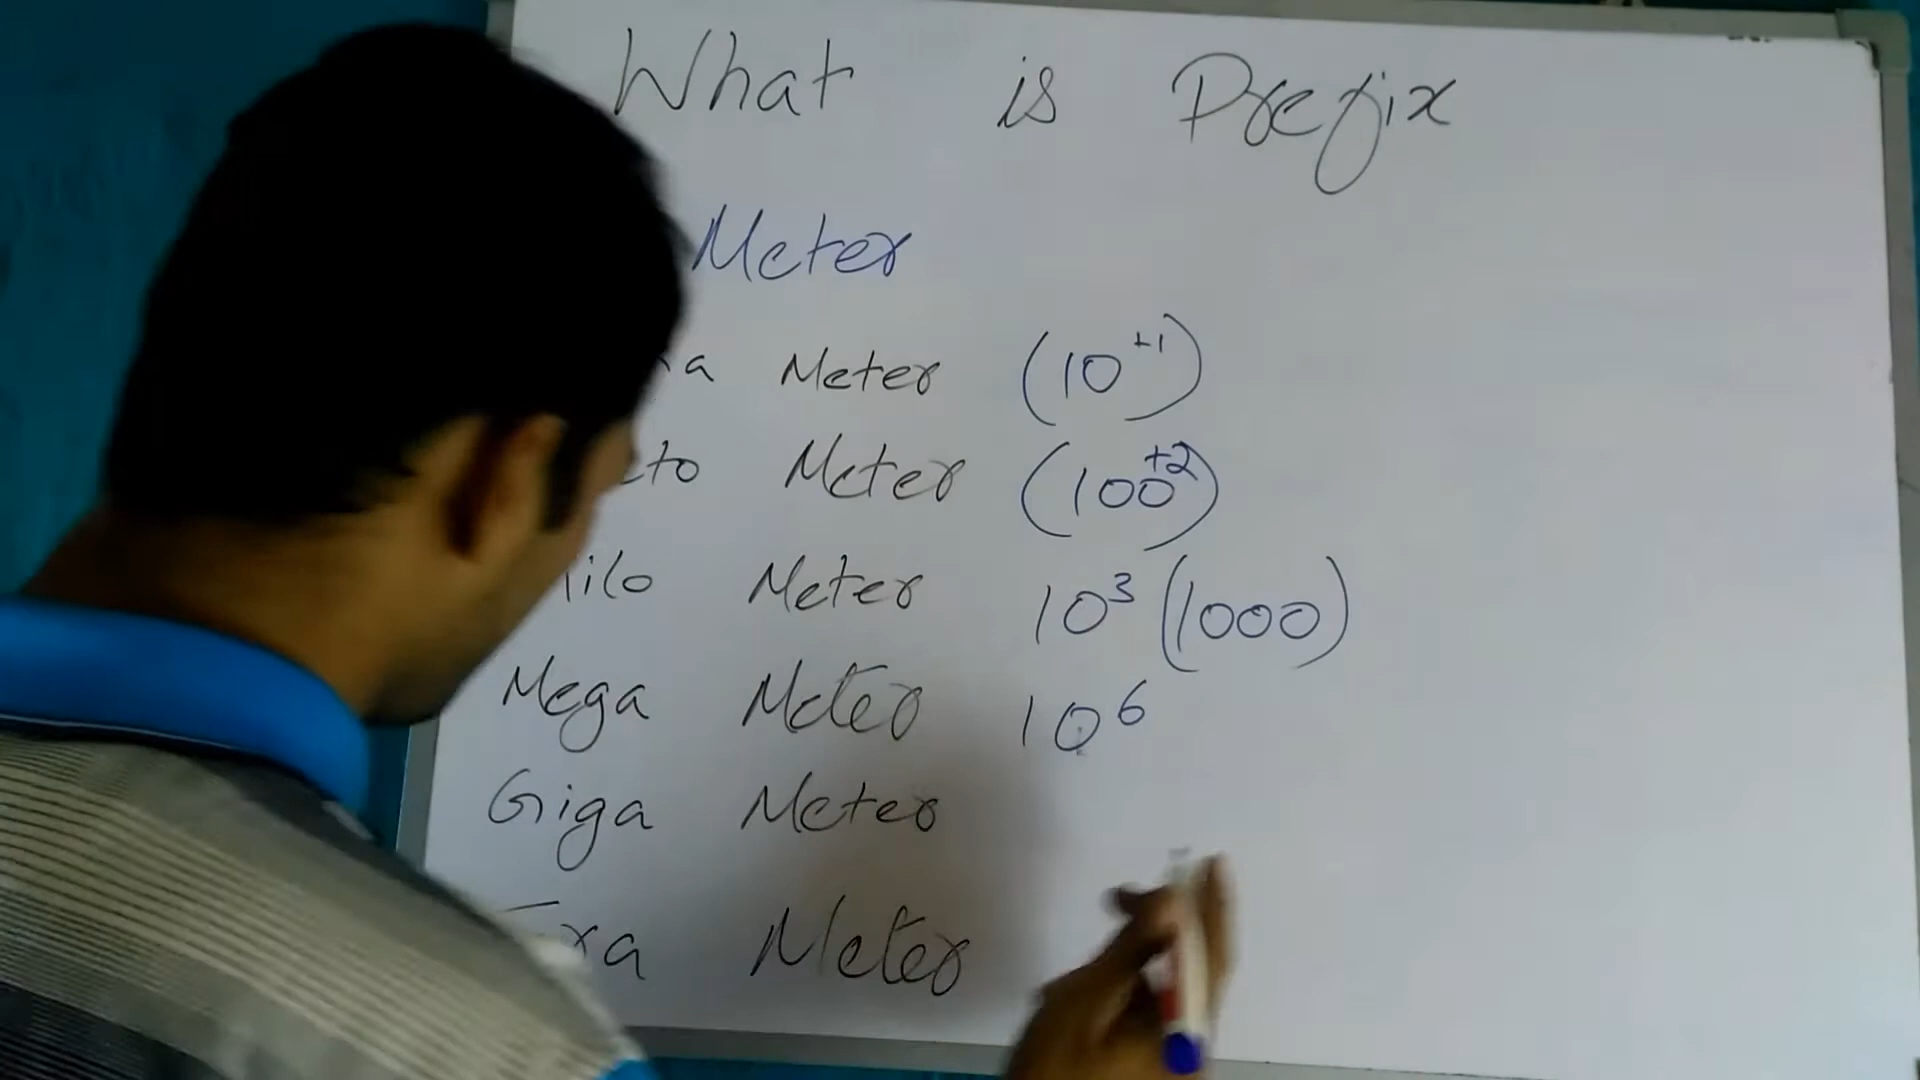 What is Prefix
Meter
Meter (10⁺¹)
Meter (100⁺²)
Meter 10³ (1000)
Mega Meter 10⁶
Giga Meter
Meter